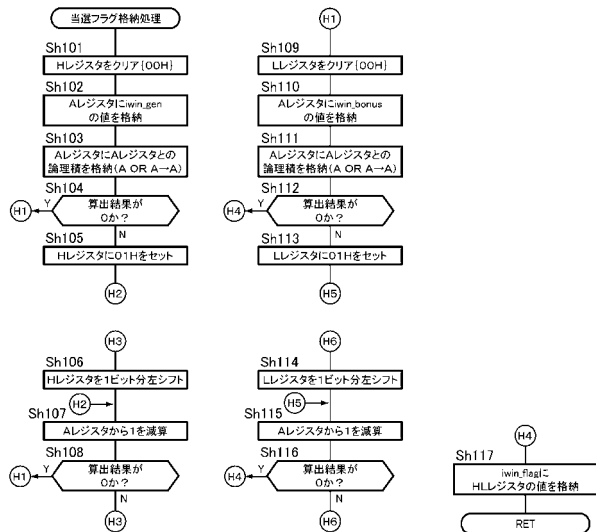 当選フラグ格納処理
Sh101
Hレジスタをクリア{00H}
Sh102
Aレジスタにiwin_gen
の値を格納
Sh103
AレジスタにAレジスタとの
論理積を格納(A OR A→A)
Sh104
算出結果が
0か?
Y
H1
N
Sh105
Hレジスタに01Hをセット
H2
H3
Sh106
Hレジスタを1ビット分左シフト
H2
Sh107
Aレジスタから1を減算
Sh108
算出結果が
0か?
Y
H1
N
H3
H1
Sh109
Lレジスタをクリア{00H}
Sh110
Aレジスタにiwin_bonus
の値を格納
Sh111
AレジスタにAレジスタとの
論理積を格納(A OR A→A)
Sh112
算出結果が
0か?
Y
H4
N
Sh113
Lレジスタに01Hをセット
H5
H6
Sh114
Lレジスタを1ビット分左シフト
H5
Sh115
Aレジスタから1を減算
Sh116
算出結果が
0か?
Y
H4
N
H6
H4
Sh117
iwin_flagに
HLレジスタの値を格納
RET